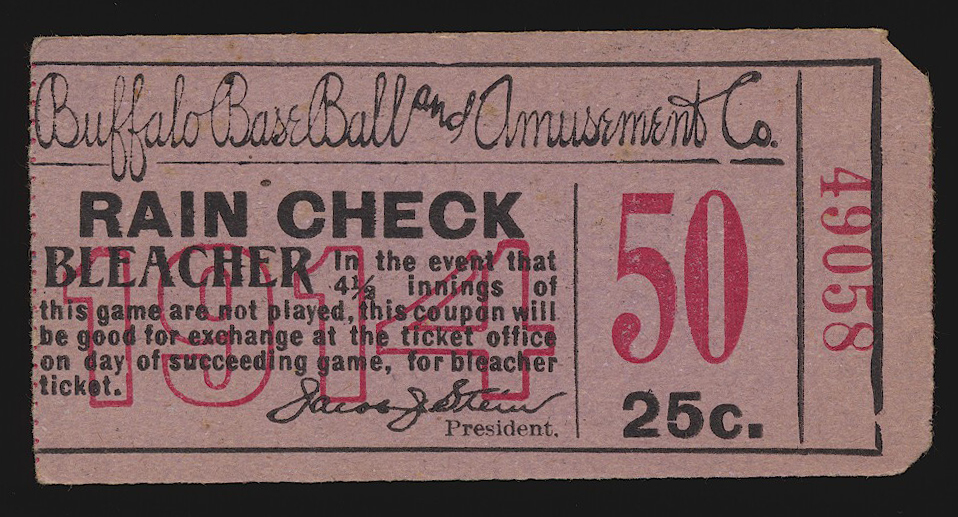 Buffalo Base Ball and Amusement Co.
RAIN CHECK
BLEACHER In the event that
4½ innings of
this game are not played, this coupon will
be good for exchange at the ticket office
on day of succeeding game, for bleacher
ticket.
1914
Jacob J Stein
President.
50
25c.
49058